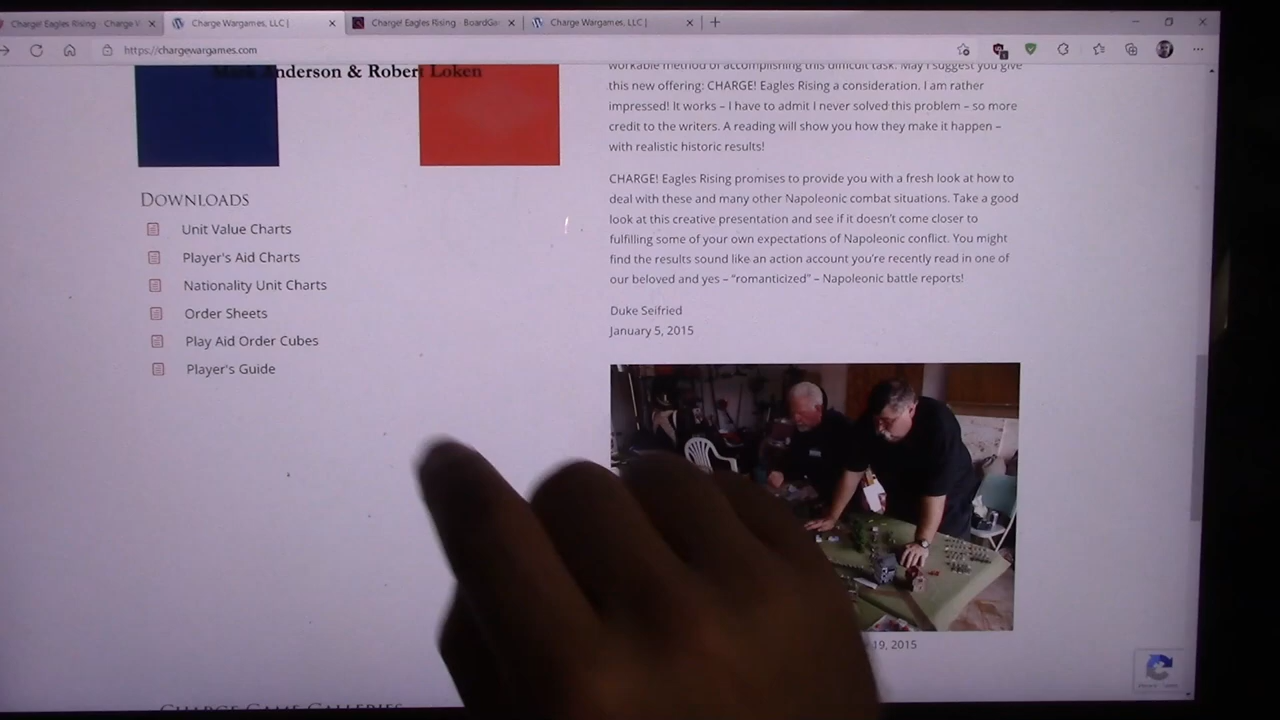 Charge! Eagles Rising - Charge V
Charge Wargames, LLC |
Charge! Eagles Rising - BoardGa
Charge Wargames, LLC |
https://chargewargames.com
Anderson & Robert Loken
Downloads
Unit Value Charts
Player's Aid Charts
Nationality Unit Charts
Order Sheets
Play Aid Order Cubes
Player's Guide
Charge Game Galleries
workable method of accomplishing this difficult task. May I suggest you give
this new offering: CHARGE! Eagles Rising a consideration. I am rather
impressed! It works – I have to admit I never solved this problem – so more
credit to the writers. A reading will show you how they make it happen –
with realistic historic results!
CHARGE! Eagles Rising promises to provide you with a fresh look at how to
deal with these and many other Napoleonic combat situations. Take a good
look at this creative presentation and see if it doesn't come closer to
fulfilling some of your own expectations of Napoleonic conflict. You might
find the results sound like an action account you're recently read in one of
our beloved and yes – "romanticized" – Napoleonic battle reports!
Duke Seifried
January 5, 2015
19, 2015